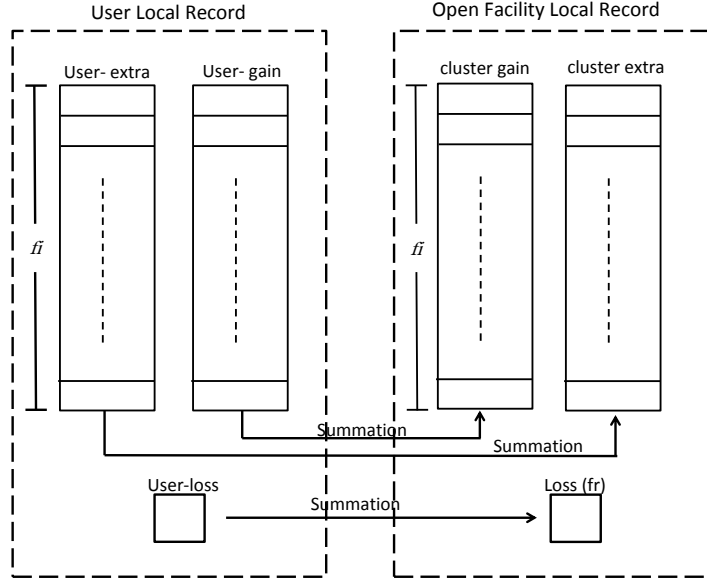 User Local Record
Open Facility Local Record
User- extra
User- gain
cluster gain
cluster extra
fi
fi
Summation
Summation
User-loss
Summation
Loss (fr)